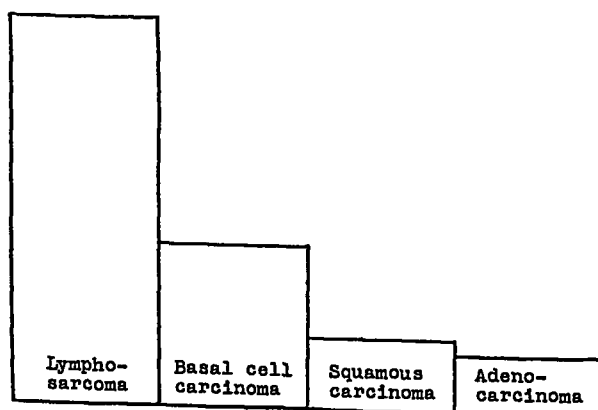 Lympho-
sarcoma
Basal cell
carcinoma
Squamous
carcinoma
Adeno-
carcinoma